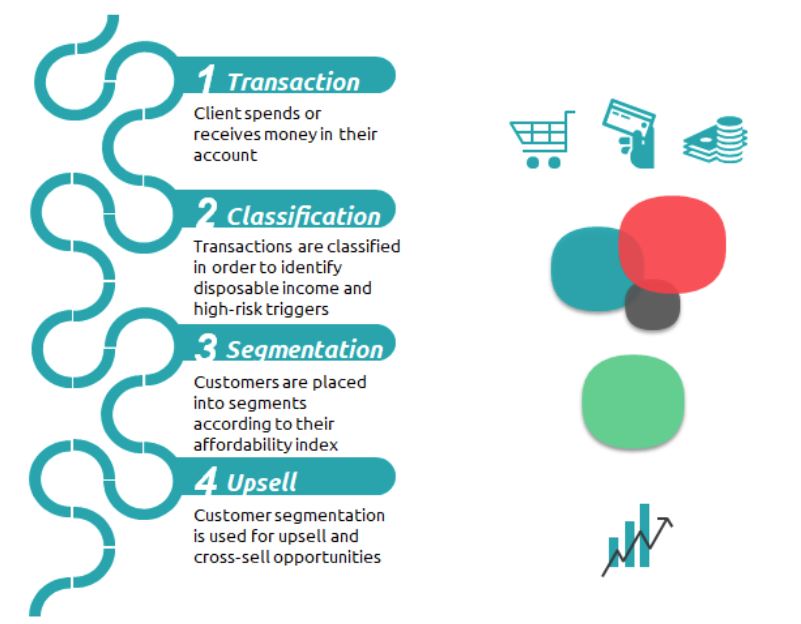 1 Transaction
Client spends or
receives money in their
account
2 Classification
Transactions are classified
in order to identify
disposable income and
high-risk triggers
3 Segmentation
Customers are placed
into segments
according to their
affordability index
4 Upsell
Customer segmentation
is used for upsell and
cross-sell opportunities